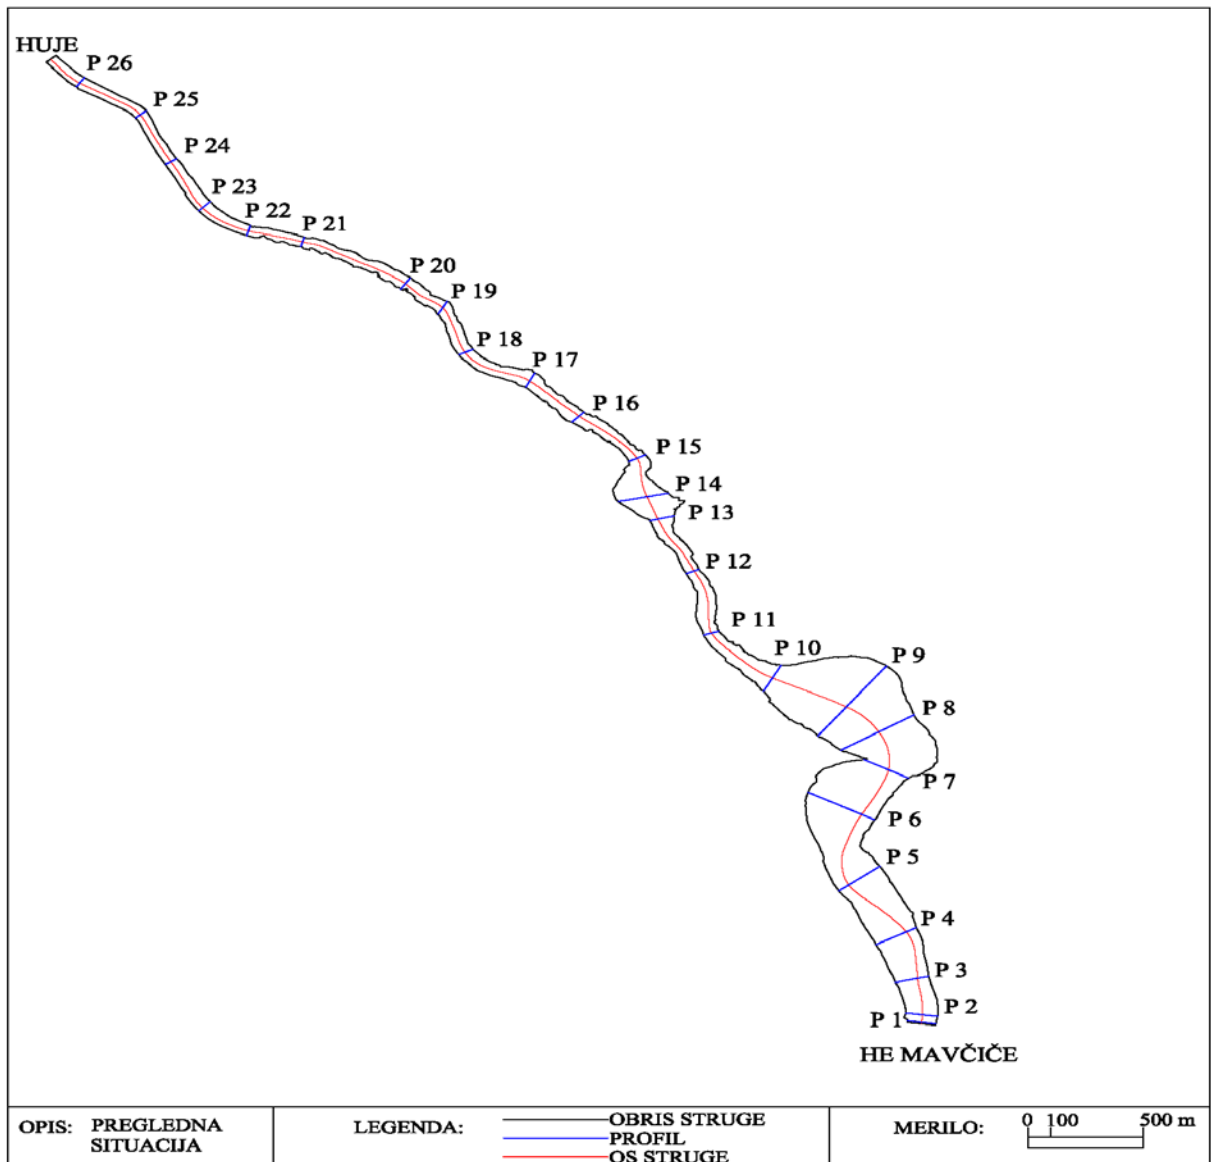 HUJE
P 26
P 25
P 24
P 23
P 22
P 21
P 20
P 19
P 18
P 17
P 16
P 15
P 14
P 13
P 12
P 11
P 10
P 9
P 8
P 7
P 6
P 5
P 4
P 3
P 2
P 1
HE MAVČIČE
OPIS: PREGLEDNA
SITUACIJA
LEGENDA:
OBRIS STRUGE
PROFIL
OS STRUGE
MERILO:
0 100 500 m